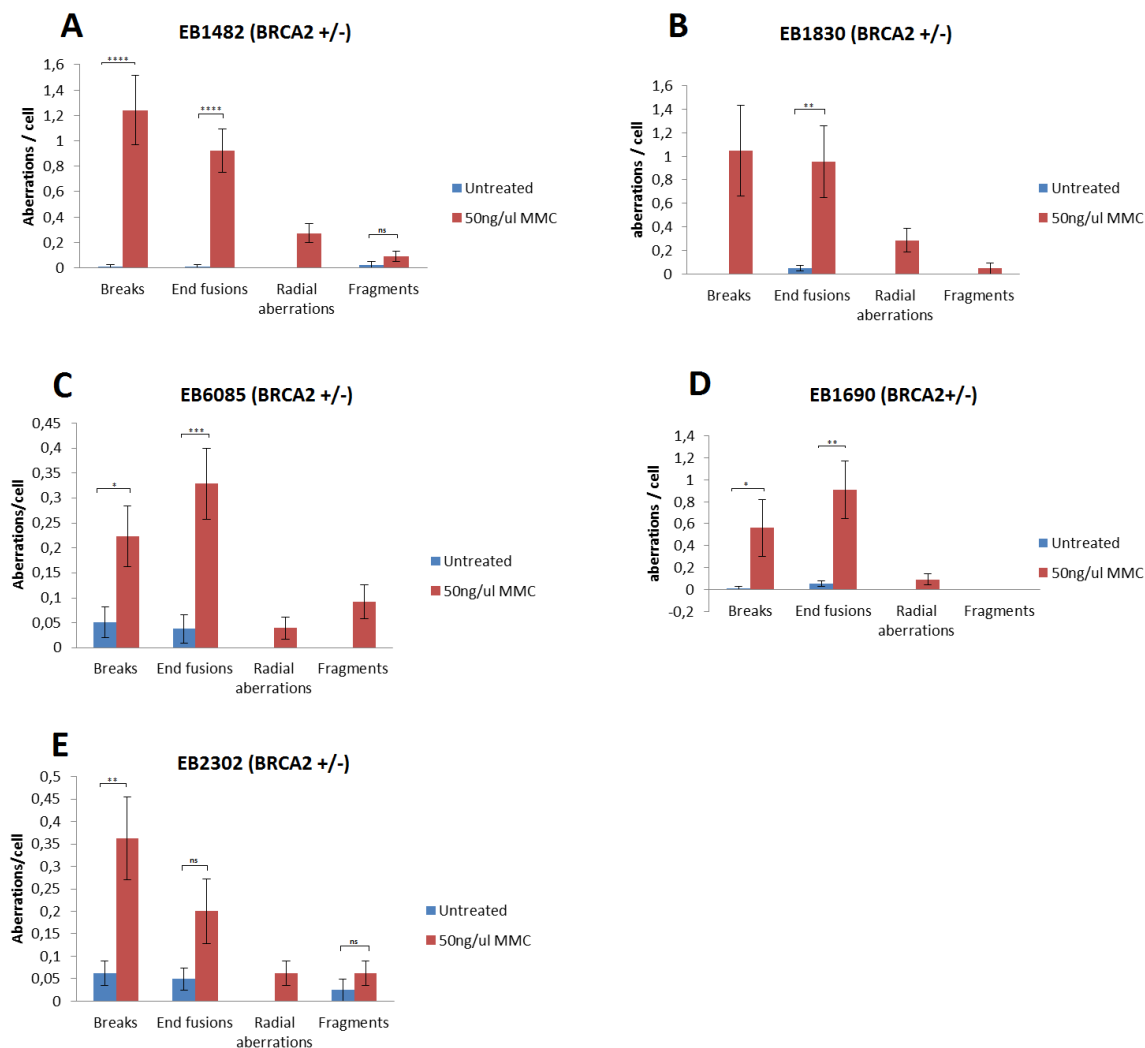 A
EB1482 (BRCA2 +/-)
Aberrations / cell
1,6
1,4
1,2
1
0,8
0,6
0,4
0,2
0
****
****
ns
Breaks
End fusions
Radial
aberrations
Fragments
Untreated
50ng/ul MMC
B
EB1830 (BRCA2 +/-)
aberrations / cell
1,6
1,4
1,2
1
0,8
0,6
0,4
0,2
0
**
Breaks
End fusions
Radial
aberrations
Fragments
Untreated
50ng/ul MMC
C
EB6085 (BRCA2 +/-)
Aberrations/cell
0,45
0,4
0,35
0,3
0,25
0,2
0,15
0,1
0,05
0
*
***
Breaks
End fusions
Radial
aberrations
Fragments
Untreated
50ng/ul MMC
D
EB1690 (BRCA2+/-)
aberrations / cell
1,4
1,2
1
0,8
0,6
0,4
0,2
0
-0,2
*
**
Breaks
End fusions
Radial
aberrations
Fragments
Untreated
50ng/ul MMC
E
EB2302 (BRCA2 +/-)
Aberrations/cell
0,5
0,45
0,4
0,35
0,3
0,25
0,2
0,15
0,1
0,05
0
**
ns
ns
Breaks
End fusions
Radial
aberrations
Fragments
Untreated
50ng/ul MMC